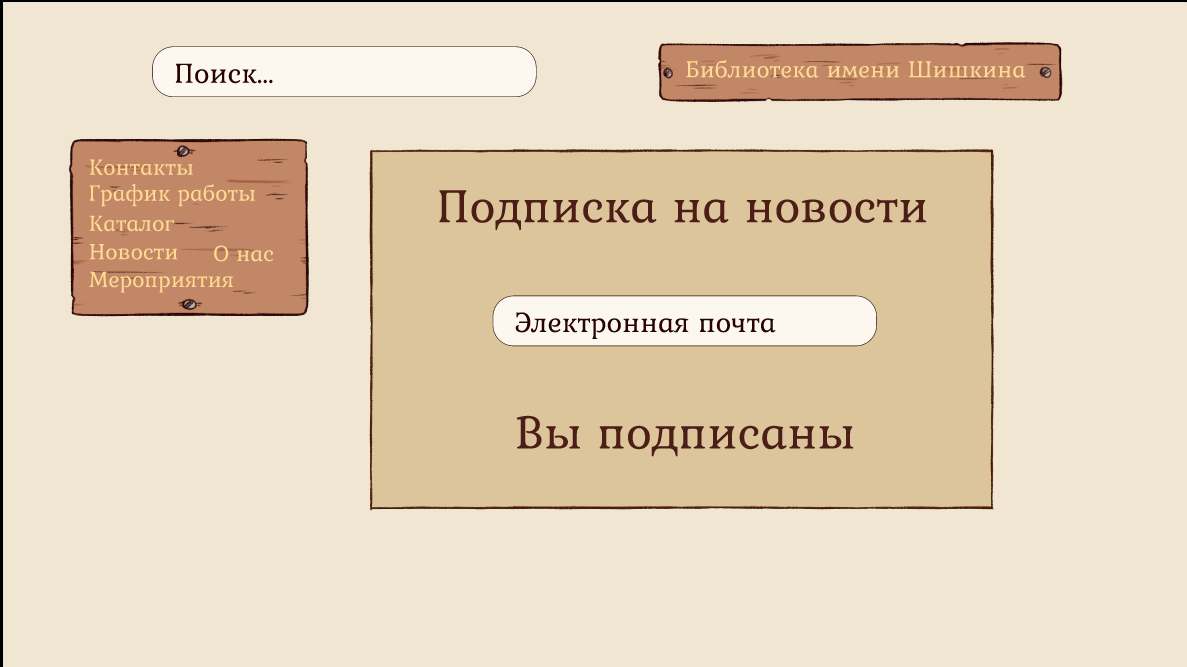 Поиск...
Библиотека имени Шишкина
Контакты
График работы
Каталог
Новости О нас
Мероприятия
Подписка на новости
Электронная почта
Вы подписаны